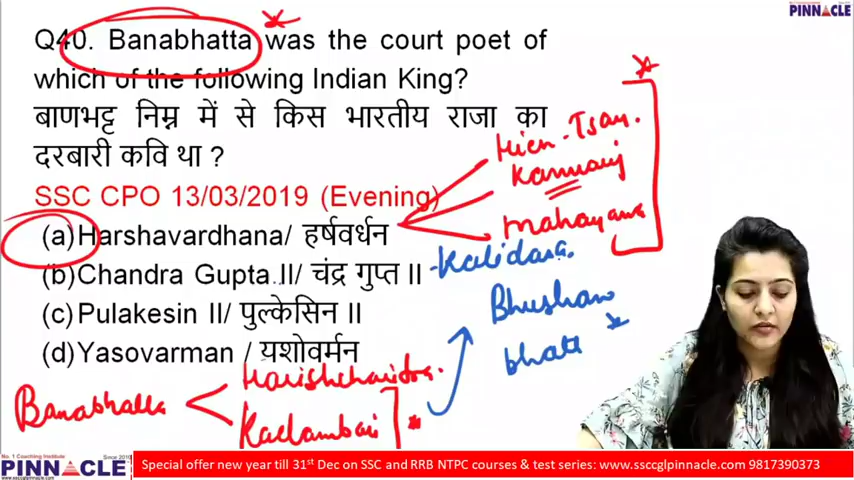 PINNACLE
Q40. Banabhatta was the court poet of
which of the following Indian King?
बाणभट्ट निम्न में से किस भारतीय राजा का
दरबारी कवि था ?
SSC CPO 13/03/2019 (Evening)
(a)Harshavardhana/ हर्षवर्धन
(b)Chandra Gupta II/ चंद्र गुप्त II
(c)Pulakesin II/ पुल्केसिन II
(d)Yasovarman / यशोवर्मन
Hien-Tsan.
Kannauj
mahayana
-Kalidasa.
Bhushan
bhatt
Banabhatta
Harishcharitra.
Kadambari
No. 1 Coaching Institute
PINNACLE
Special offer new year till 31st Dec on SSC and RRB NTPC courses & test series: www.ssccglpinnacle.com 9817390373